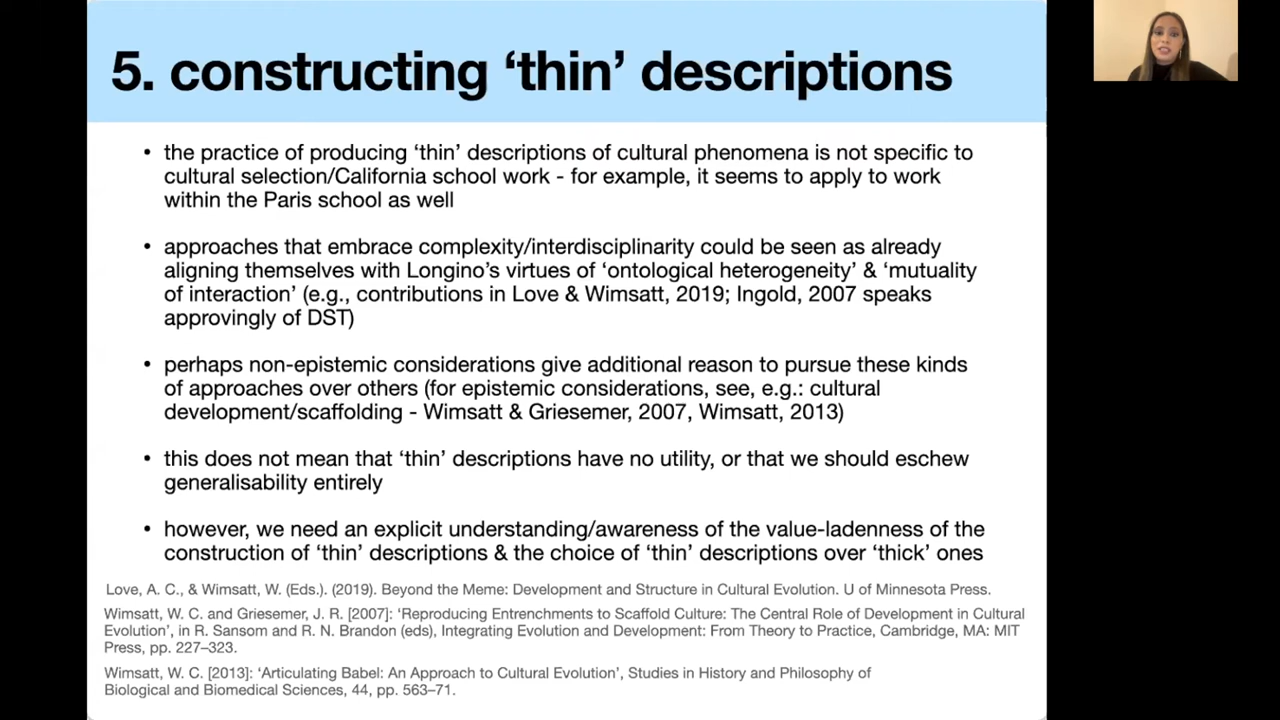 5. constructing ‘thin’ descriptions
• the practice of producing ‘thin’ descriptions of cultural phenomena is not specific to
cultural selection/California school work - for example, it seems to apply to work
within the Paris school as well
• approaches that embrace complexity/interdisciplinarity could be seen as already
aligning themselves with Longino’s virtues of ‘ontological heterogeneity’ & ‘mutuality
of interaction’ (e.g., contributions in Love & Wimsatt, 2019; Ingold, 2007 speaks
approvingly of DST)
• perhaps non-epistemic considerations give additional reason to pursue these kinds
of approaches over others (for epistemic considerations, see, e.g.: cultural
development/scaffolding - Wimsatt & Griesemer, 2007, Wimsatt, 2013)
• this does not mean that ‘thin’ descriptions have no utility, or that we should eschew
generalisability entirely
• however, we need an explicit understanding/awareness of the value-ladenness of the
construction of ‘thin’ descriptions & the choice of ‘thin’ descriptions over ‘thick’ ones
Love, A. C., & Wimsatt, W. (Eds.). (2019). Beyond the Meme: Development and Structure in Cultural Evolution. U of Minnesota Press.
Wimsatt, W. C. and Griesemer, J. R. [2007]: ‘Reproducing Entrenchments to Scaffold Culture: The Central Role of Development in Cultural
Evolution’, in R. Sansom and R. N. Brandon (eds), Integrating Evolution and Development: From Theory to Practice, Cambridge, MA: MIT
Press, pp. 227–323.
Wimsatt, W. C. [2013]: ‘Articulating Babel: An Approach to Cultural Evolution’, Studies in History and Philosophy of
Biological and Biomedical Sciences, 44, pp. 563–71.